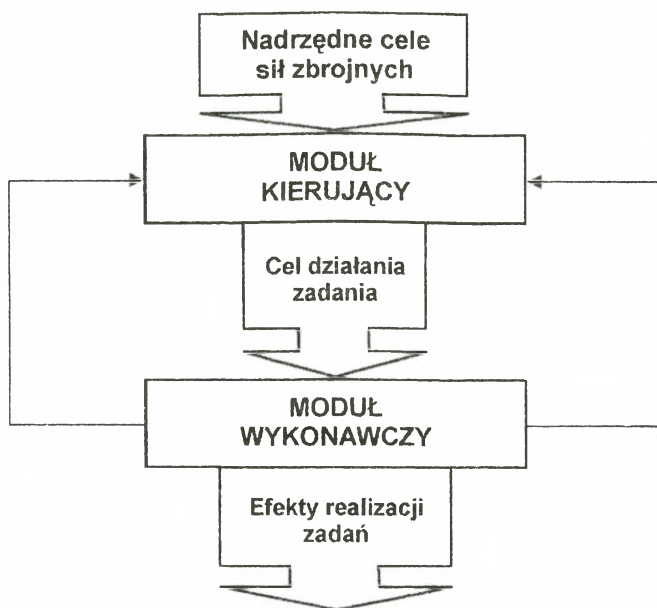 Nadrzędne cele
sił zbrojnych
MODUŁ
KIERUJĄCY
Cel działania
zadania
MODUŁ
WYKONAWCZY
Efekty realizacji
zadań